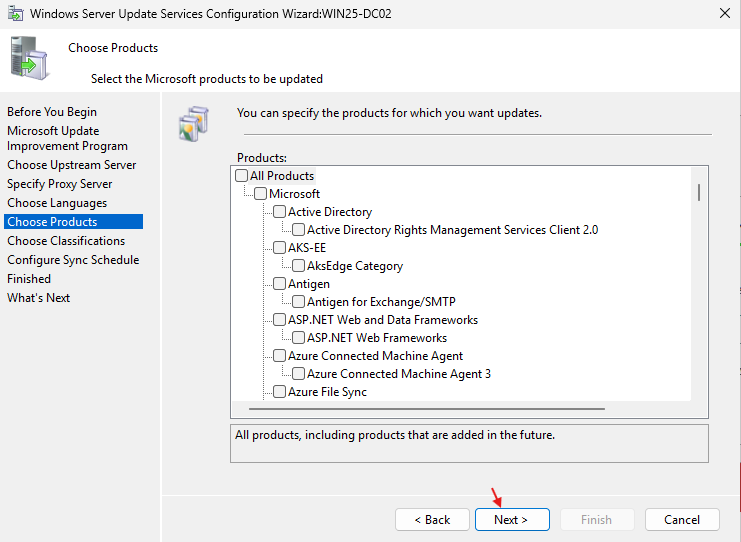 Windows Server Update Services Configuration Wizard:WIN25-DC02
Choose Products
Select the Microsoft products to be updated
Before You Begin
Microsoft Update
Improvement Program
Choose Upstream Server
Specify Proxy Server
Choose Languages
Choose Products
Choose Classifications
Configure Sync Schedule
Finished
What's Next
You can specify the products for which you want updates.
Products:
All Products
Microsoft
Active Directory
Active Directory Rights Management Services Client 2.0
AKS-EE
AksEdge Category
Antigen
Antigen for Exchange/SMTP
ASP.NET Web and Data Frameworks
ASP.NET Web Frameworks
Azure Connected Machine Agent
Azure Connected Machine Agent 3
Azure File Sync
All products, including products that are added in the future.
< Back
Next >
Finish
Cancel